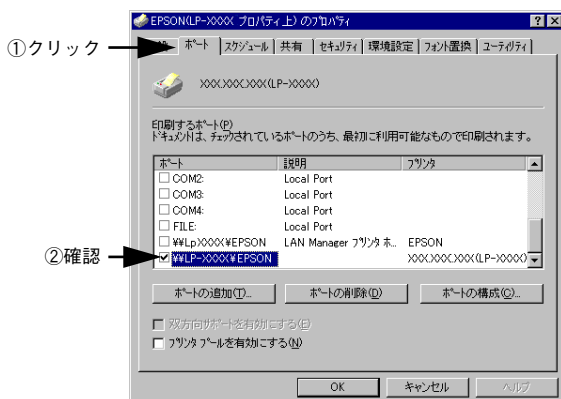 EPSON(LP-XXXX プロパティ上) のプロパティ
①クリック
ポート スケジュール 共有 セキュリティ 環境設定 フォント置換 ユーティリティ
XXX.XXX.XXX(LP-XXXX)
印刷するポート(P)
ドキュメントは、チェックされているポートのうち、最初に利用可能なもので印刷されます。
ポート 説明 プリンタ
COM2: Local Port
COM3: Local Port
COM4: Local Port
FILE: Local Port
¥¥Lp)XXXX¥EPSON LAN Manager プリンタ ホ... EPSON
②確認
¥¥LP-XXXX¥EPSON XXX.XXX.XXX(LP-XXXX)
ポートの追加(T)... ポートの削除(D) ポートの構成(C)...
双方向サポートを有効にする(E)
プリンタ プールを有効にする(N)
OK キャンセル ヘルプ